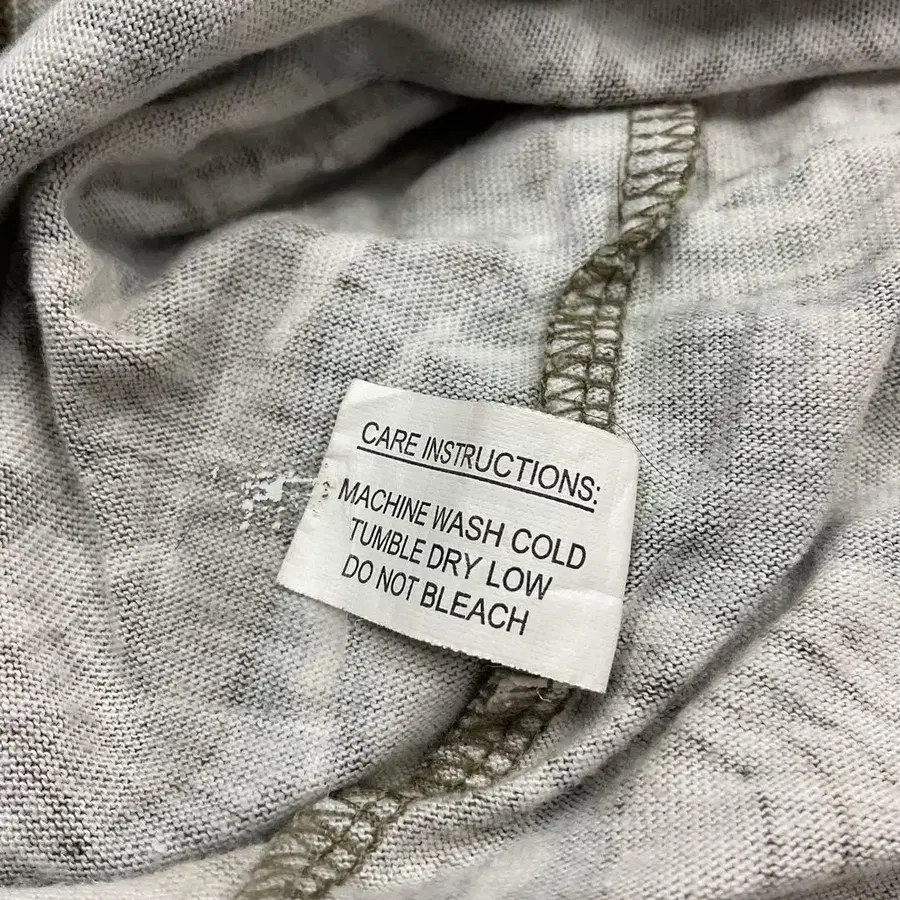 CARE INSTRUCTIONS:
MACHINE WASH COLD
TUMBLE DRY LOW
DO NOT BLEACH